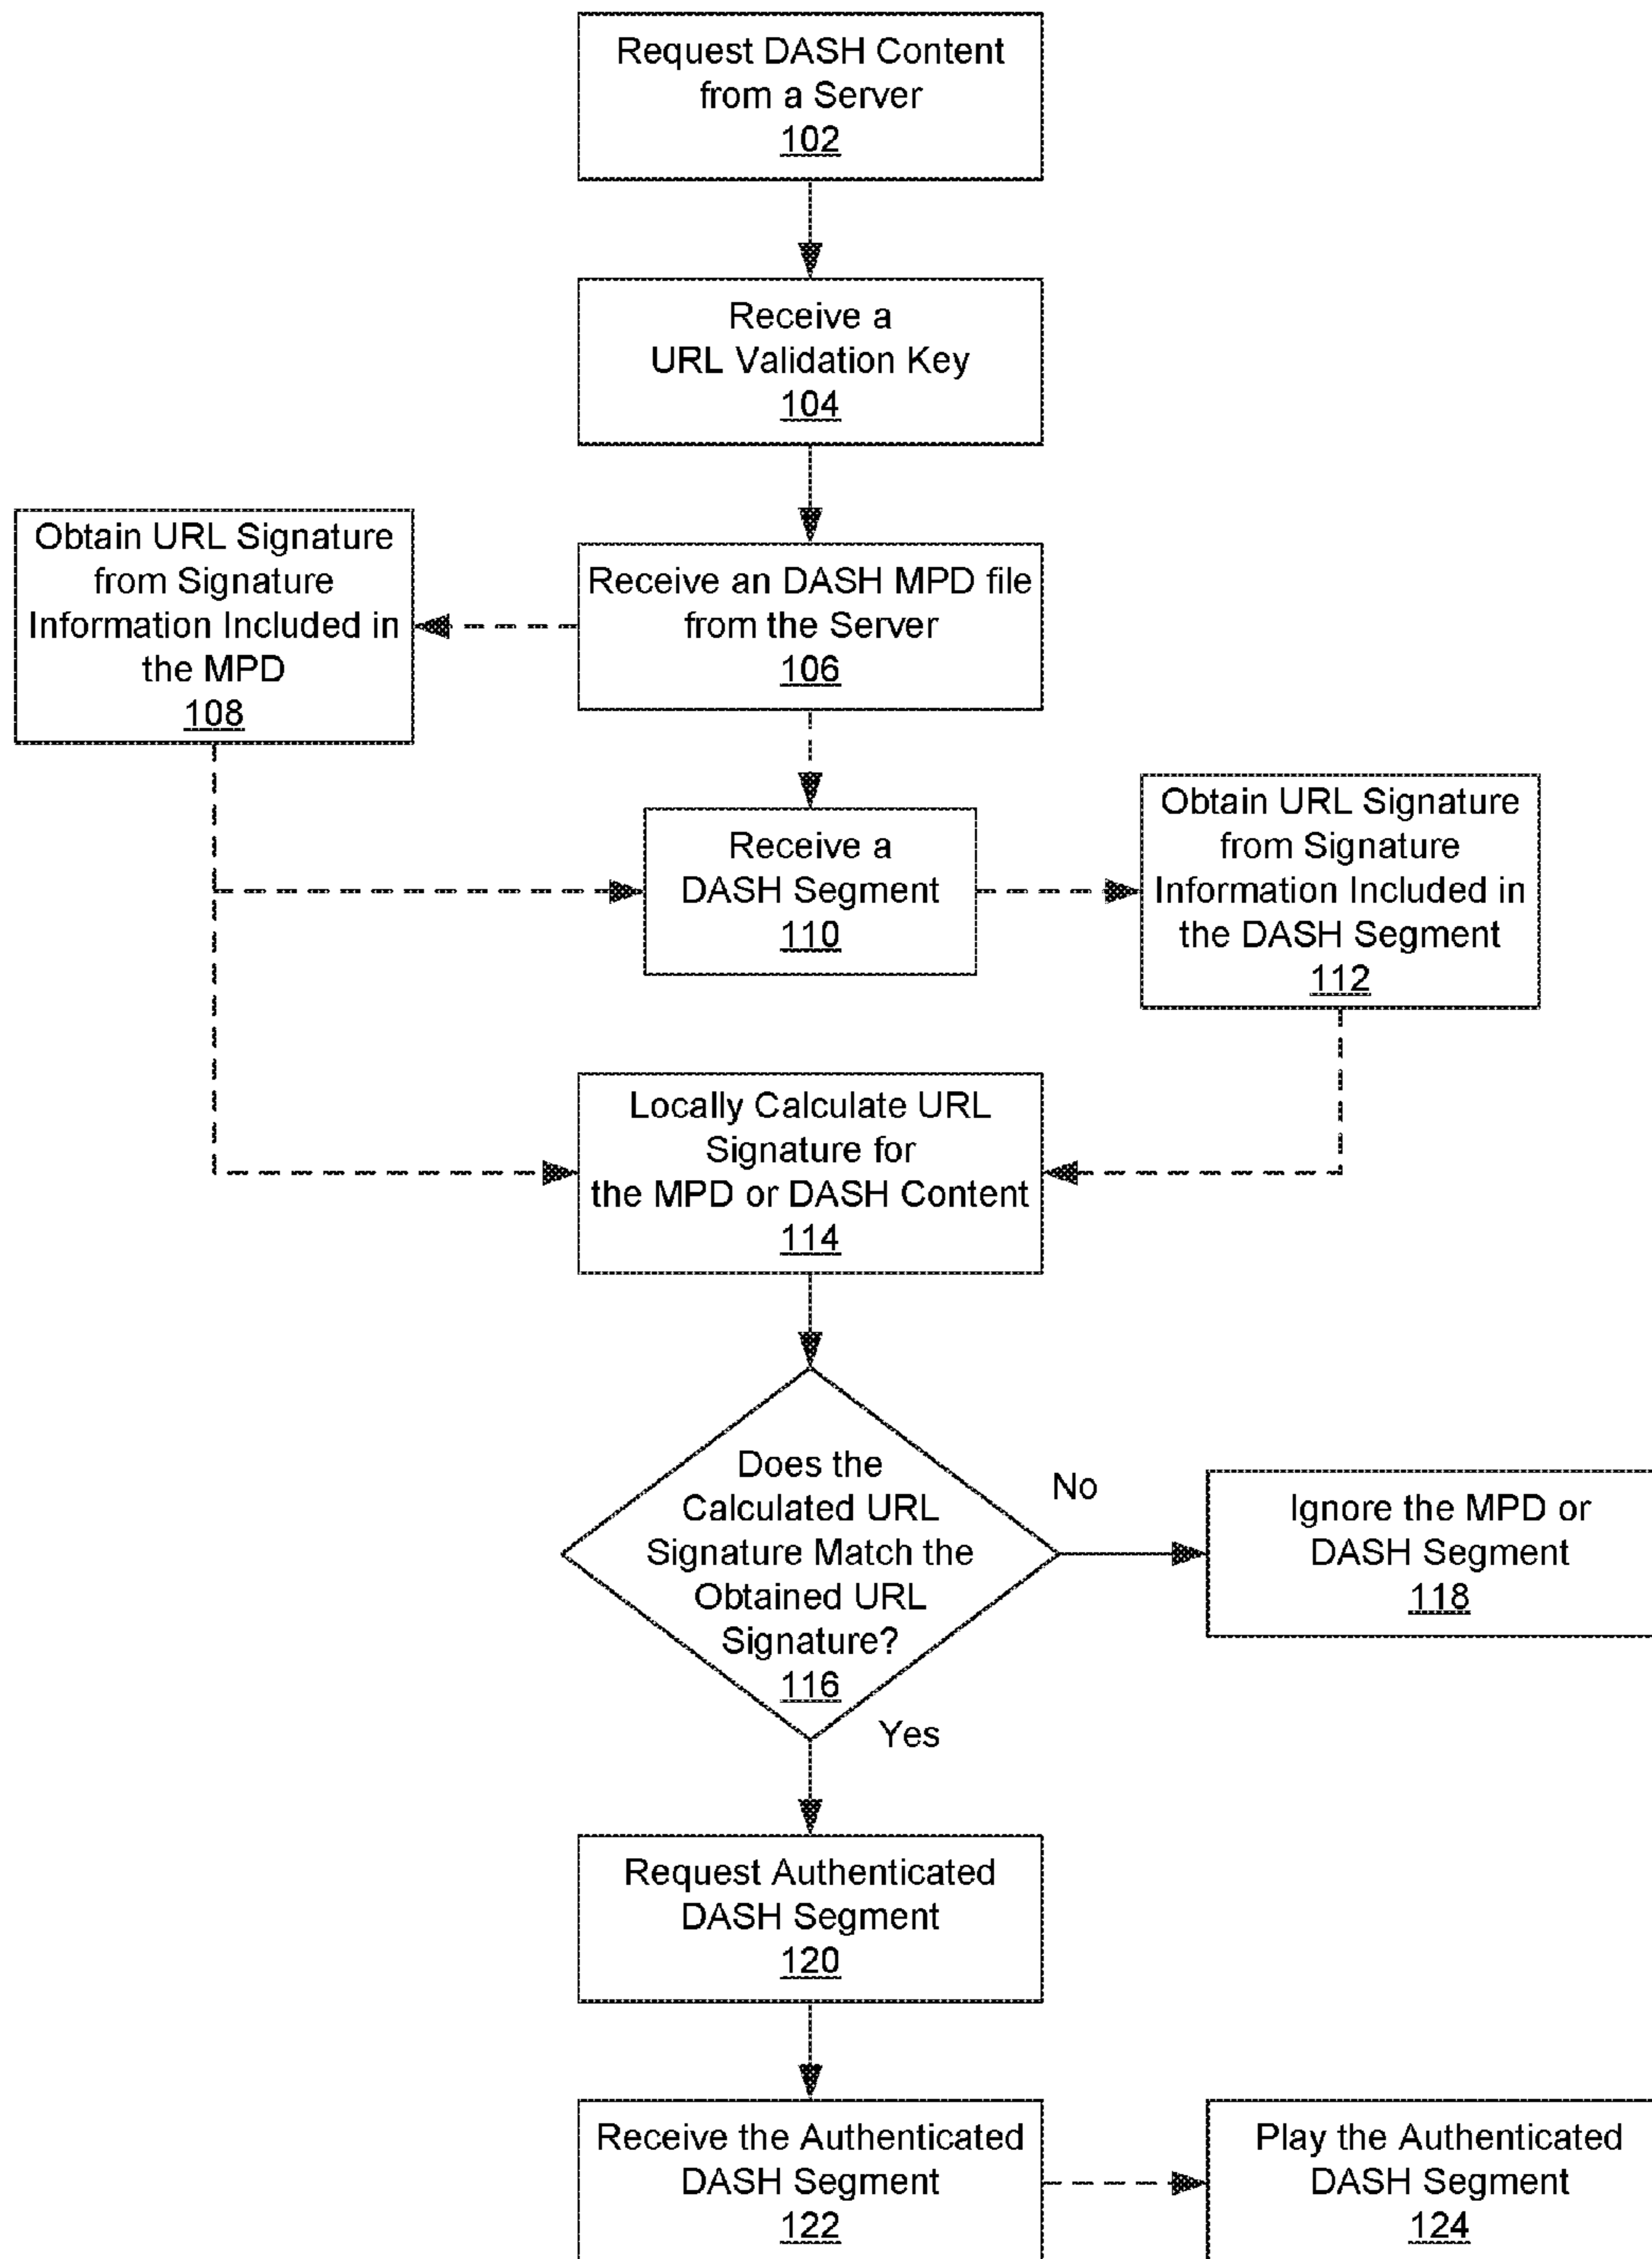 Request DASH Content
from a Server
102
Receive a
URL Validation Key
104
Obtain URL Signature
from Signature
Information Included in
the MPD
108
Receive an DASH MPD file
from the Server
106
Receive a
DASH Segment
110
Obtain URL Signature
from Signature
Information Included in
the DASH Segment
112
Locally Calculate URL
Signature for
the MPD or DASH Content
114
Does the
Calculated URL
Signature Match the
Obtained URL
Signature?
116
No
Ignore the MPD or
DASH Segment
118
Yes
Request Authenticated
DASH Segment
120
Receive the Authenticated
DASH Segment
122
Play the Authenticated
DASH Segment
124